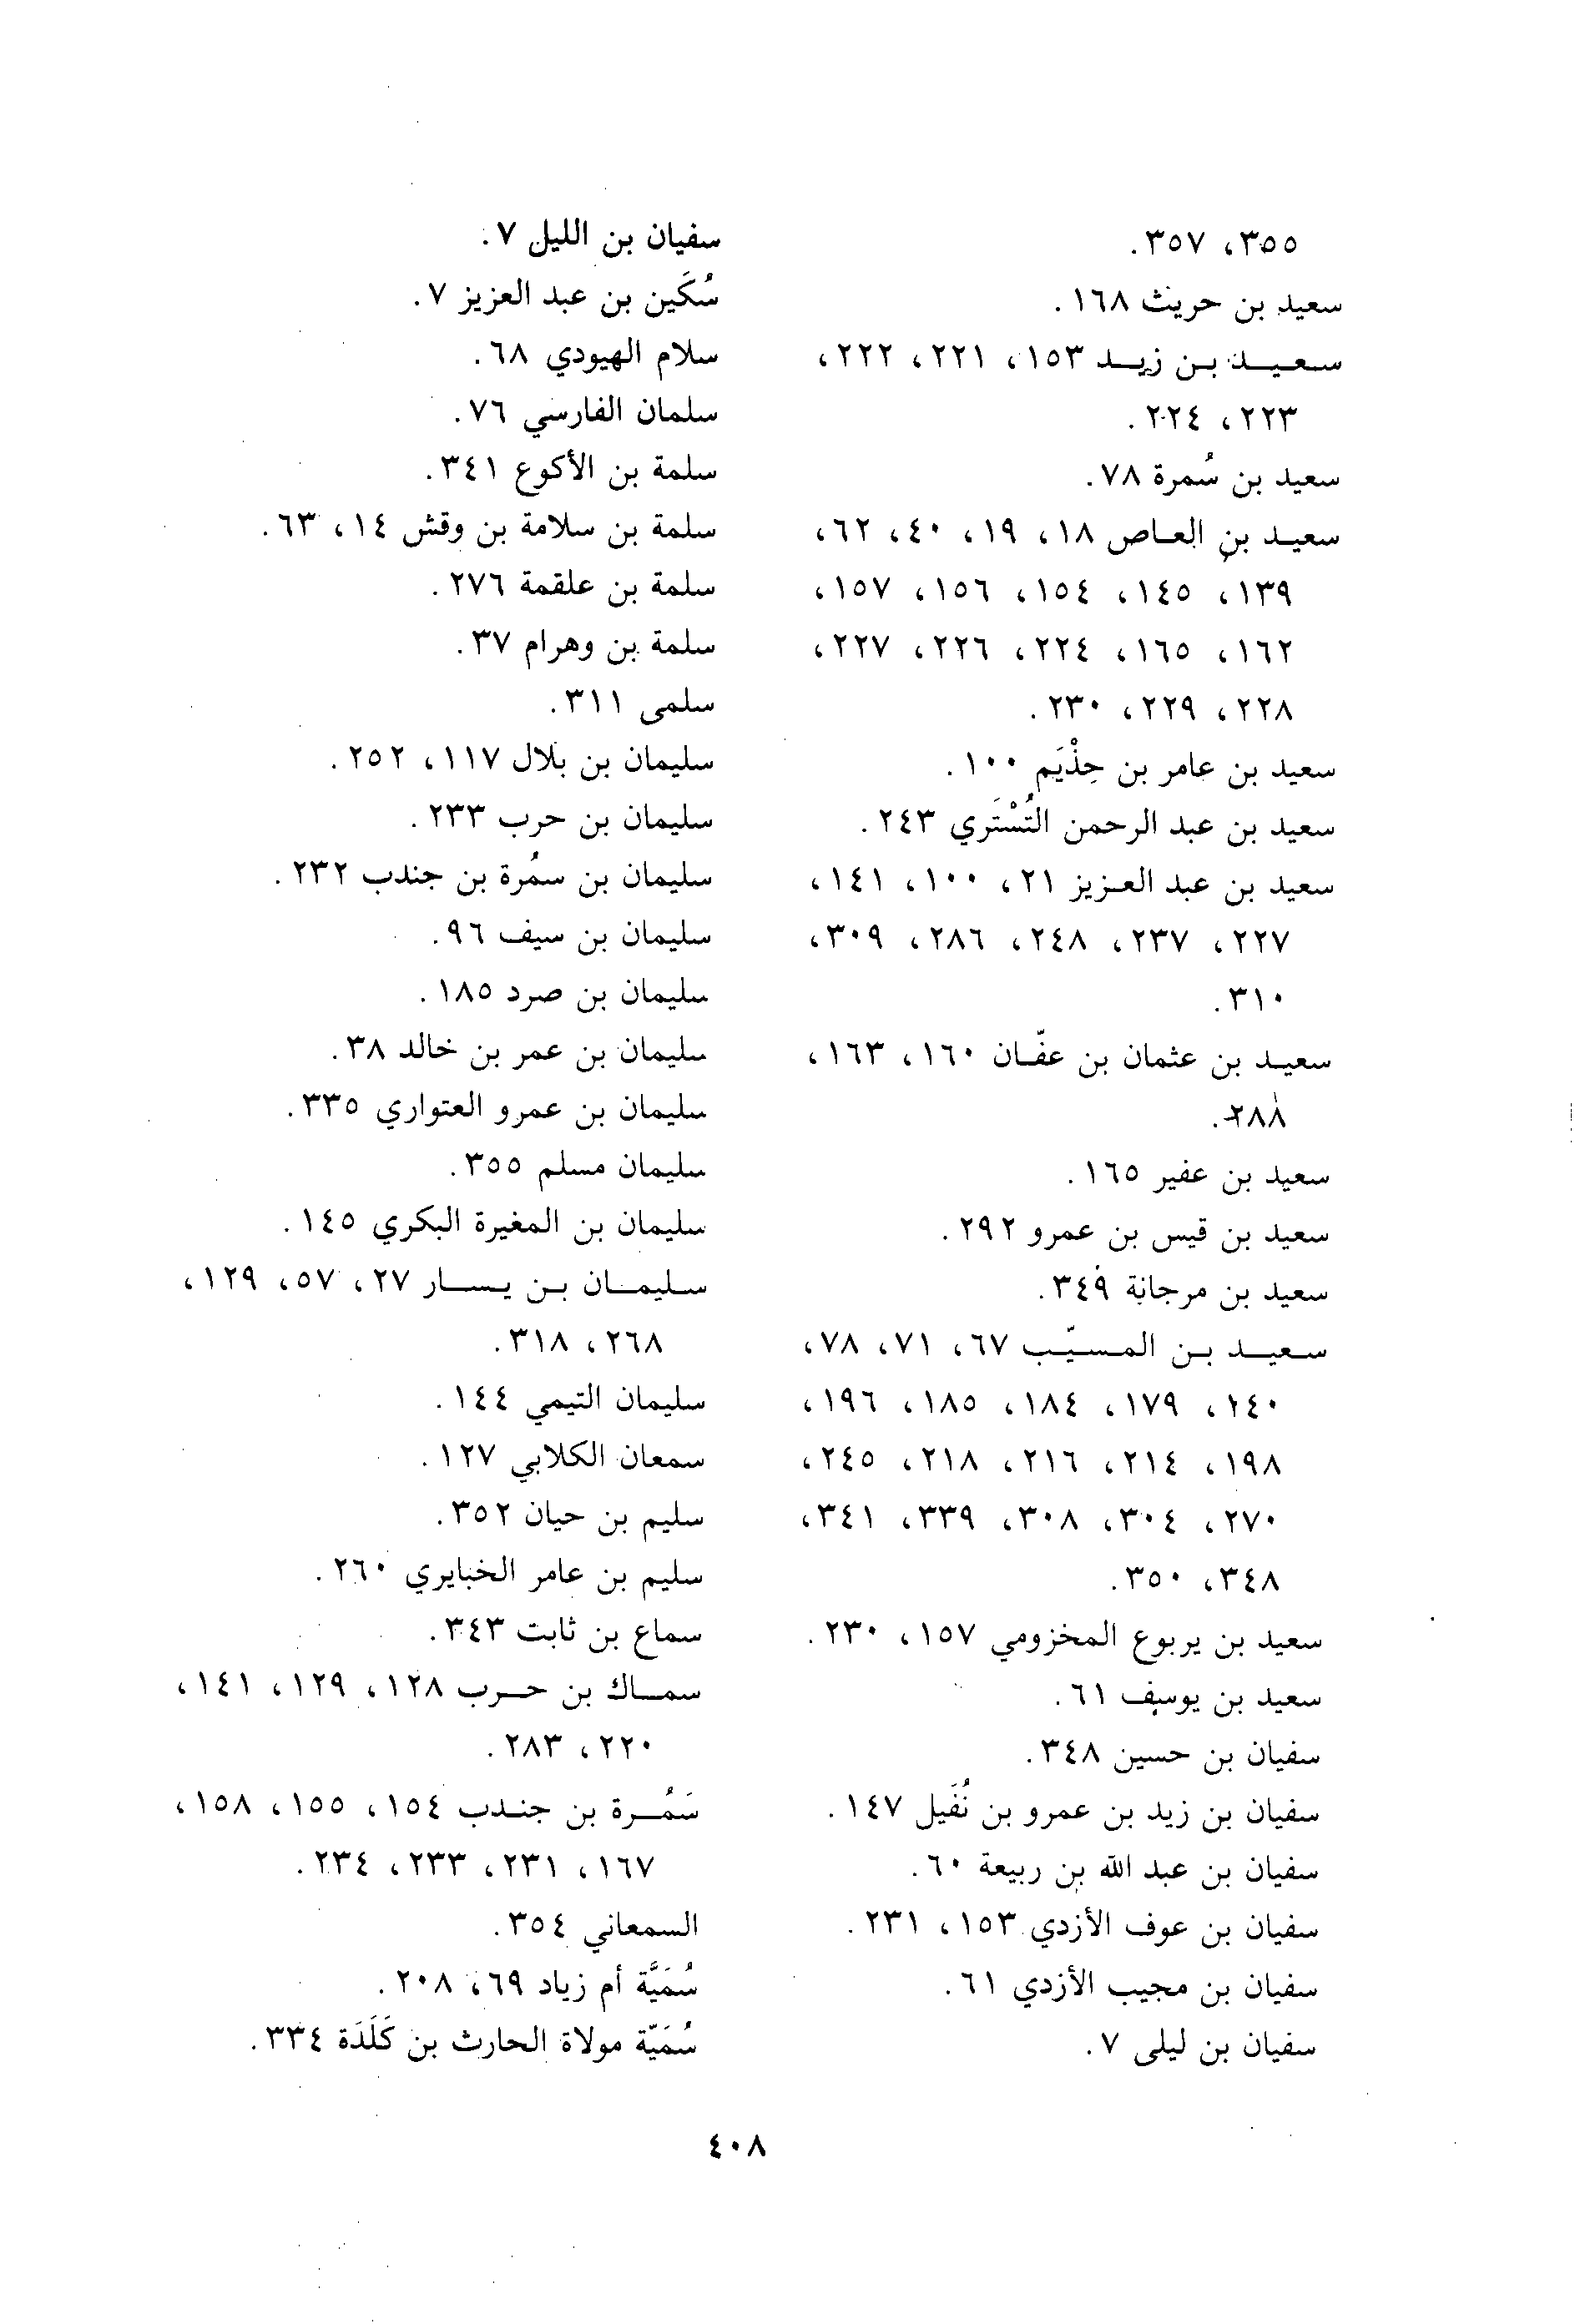 ٣٥٥، ٣٥٧.
سعيد بن حريث ١٦٨.
سعيد بن زيد ١٥٣، ٢٢١، ٢٢٢،
٢٢٣، ٢٢٤.
سعيد بن سُمرة ٧٨.
سعيد بن العاص ١٨، ١٩، ٤٠، ٦٢،
١٣٩، ١٤٥، ١٥٤، ١٥٦، ١٥٧،
١٦٢، ١٦٥، ٢٢٤، ٢٢٦، ٢٢٧،
٢٢٨، ٢٢٩، ٢٣٠.
سعيد بن عامر بن حِذْيَم ١٠٠.
سعيد بن عبد الرحمن التُسْتَري ٢٤٣.
سعيد بن عبد العزيز ٢١، ١٠٠، ١٤١،
٢٢٧، ٢٣٧، ٢٤٨، ٢٨٦، ٣٠٩،
٣١٠.
سعيد بن عثمان بن عفّان ١٦٠، ١٦٣،
٢٨٨.
سعيد بن عفير ١٦٥.
سعيد بن قيس بن عمرو ٢٩٢.
سعيد بن مرجانة ٣٤٩.
سعيد بن المسيّب ٦٧، ٧١، ٧٨،
١٤٠، ١٧٩، ١٨٤، ١٨٥، ١٩٦،
١٩٨، ٢١٤، ٢١٦، ٢١٨، ٢٤٥،
٢٧٠، ٣٠٤، ٣٠٨، ٣٣٩، ٣٤١،
٣٤٨، ٣٥٠.
سعيد بن يربوع المخزومي ١٥٧، ٢٣٠.
سعيد بن يوسف ٦١.
سفيان بن حسين ٣٤٨.
سفيان بن زيد بن عمرو بن نُفَيل ١٤٧.
سفيان بن عبد الله بن ربيعة ٦٠.
سفيان بن عوف الأزدي ١٥٣، ٢٣١.
سفيان بن مجيب الأزدي ٦١.
سفيان بن ليلى ٧.
سفيان بن الليل ٧.
سُكَين بن عبد العزيز ٧.
سلام الهيودي ٦٨.
سلمان الفارسي ٧٦.
سلمة بن الأكوع ٣٤١.
سلمة بن سلامة بن وقش ١٤، ٦٣.
سلمة بن علقمة ٢٧٦.
سلمة بن وهرام ٣٧.
سلمى ٣١١.
سليمان بن بلال ١١٧، ٢٥٢.
سليمان بن حرب ٢٣٣.
سليمان بن سمُرة بن جندب ٢٣٢.
سليمان بن سيف ٩٦.
سليمان بن صرد ١٨٥.
سليمان بن عمر بن خالد ٣٨.
سليمان بن عمرو العتواري ٣٣٥.
سليمان مسلم ٣٥٥.
سليمان بن المغيرة البكري ١٤٥.
سليمان بن يسار ٢٧، ٥٧، ١٢٩،
٢٦٨، ٣١٨.
سليمان التيمي ١٤٤.
سمعان الكلابي ١٢٧.
سليم بن حيان ٣٥٢.
سليم بن عامر الخبايري ٢٦٠.
سماع بن ثابت ٣٤٣.
سماك بن حرب ١٢٨، ١٢٩، ١٤١،
٢٢٠، ٢٨٣.
سَمُرة بن جندب ١٥٤، ١٥٥، ١٥٨،
١٦٧، ٢٣١، ٢٣٣، ٢٣٤.
السمعاني ٣٥٤.
سُمَيَّة أم زياد ٦٩، ٢٠٨.
سُمَيّة مولاة الحارث بن كَلَدَة ٣٣٤.
٤٠٨